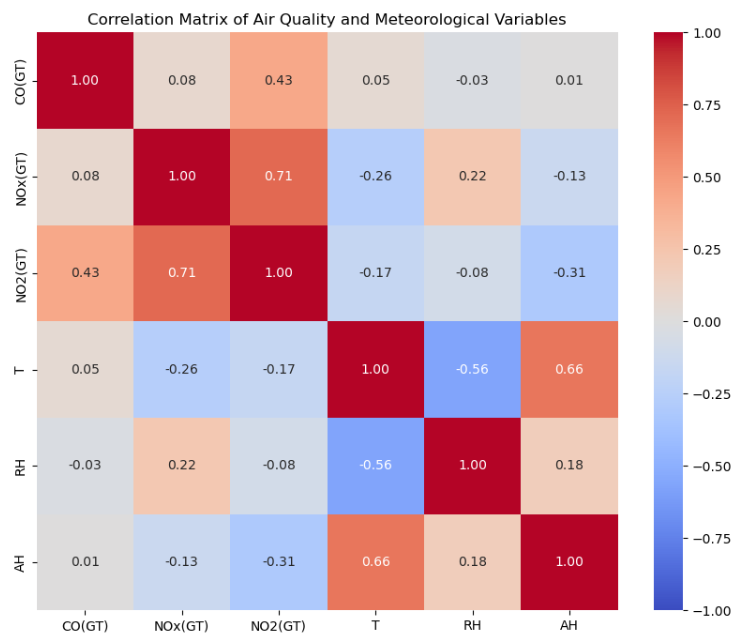 Correlation Matrix of Air Quality and Meteorological Variables
CO(GT) 1.00 0.08 0.43 0.05 -0.03 0.01
NOx(GT) 0.08 1.00 0.71 -0.26 0.22 -0.13
NO2(GT) 0.43 0.71 1.00 -0.17 -0.08 -0.31
T 0.05 -0.26 -0.17 1.00 -0.56 0.66
RH -0.03 0.22 -0.08 -0.56 1.00 0.18
AH 0.01 -0.13 -0.31 0.66 0.18 1.00
CO(GT) NOx(GT) NO2(GT) T RH AH
1.00
0.75
0.50
0.25
0.00
−0.25
−0.50
−0.75
−1.00